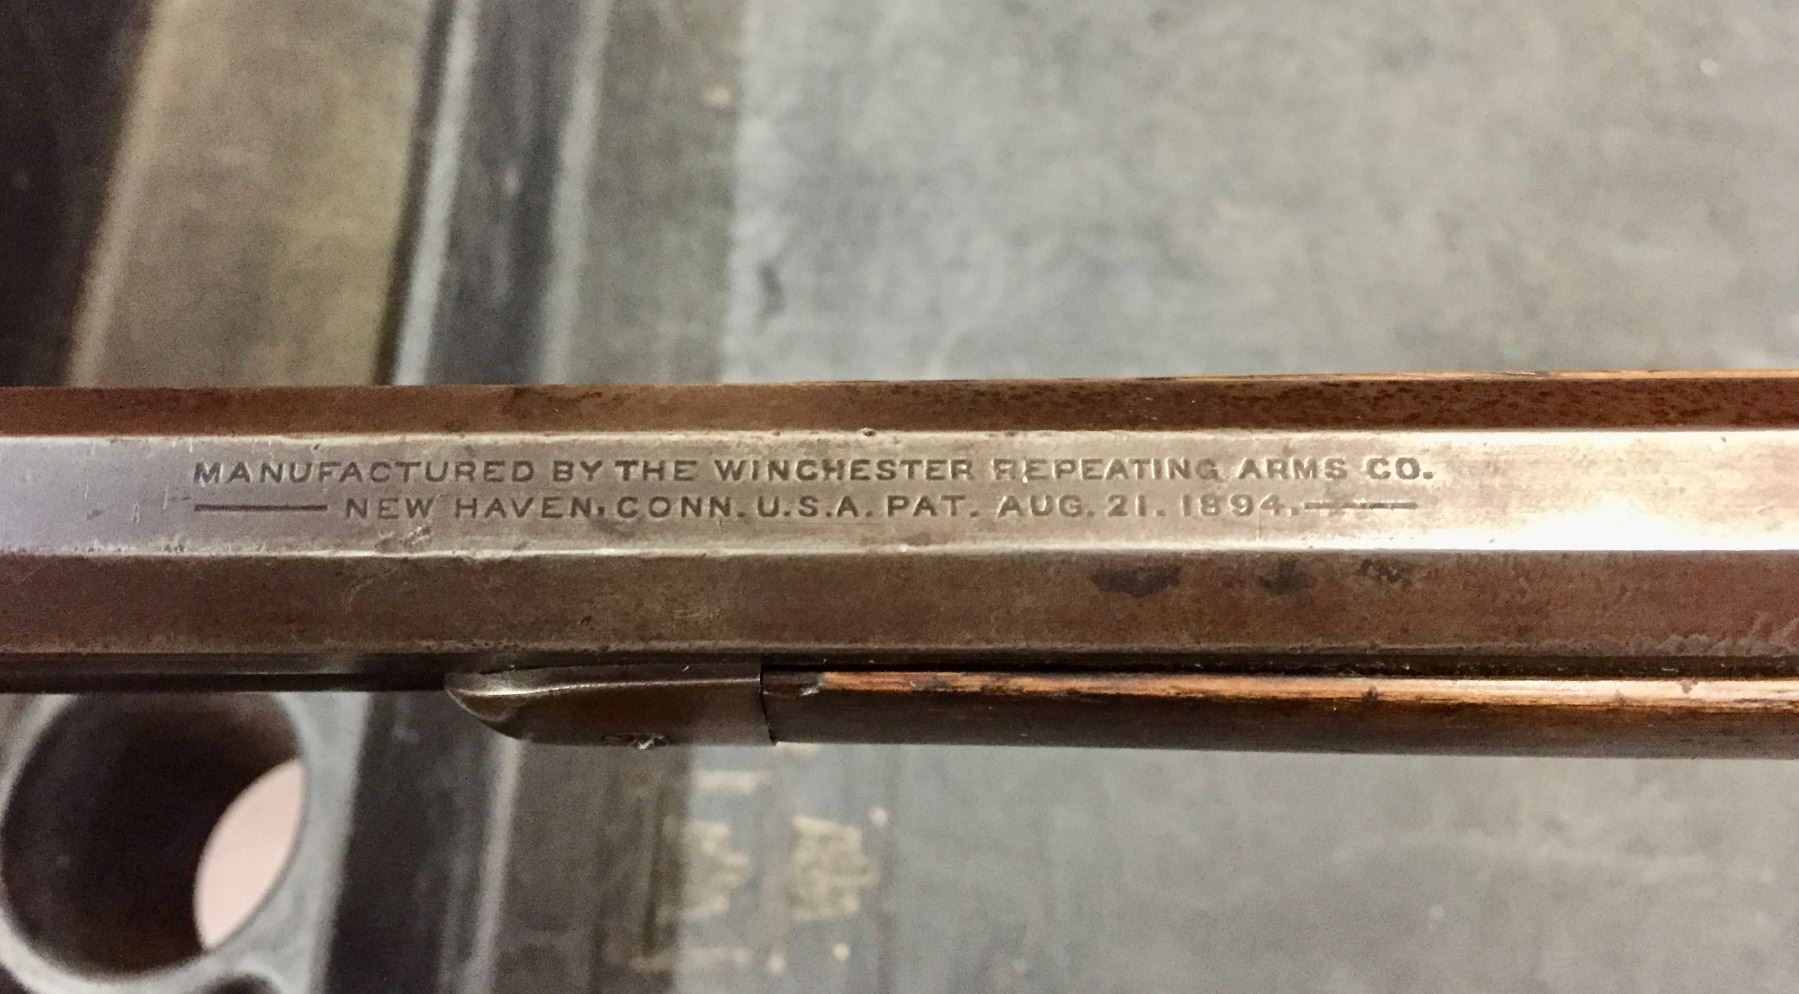 MANUFACTURED BY THE WINCHESTER REPEATING ARMS CO.
NEW HAVEN, CONN. U.S.A. PAT. AUG. 21. 1894.